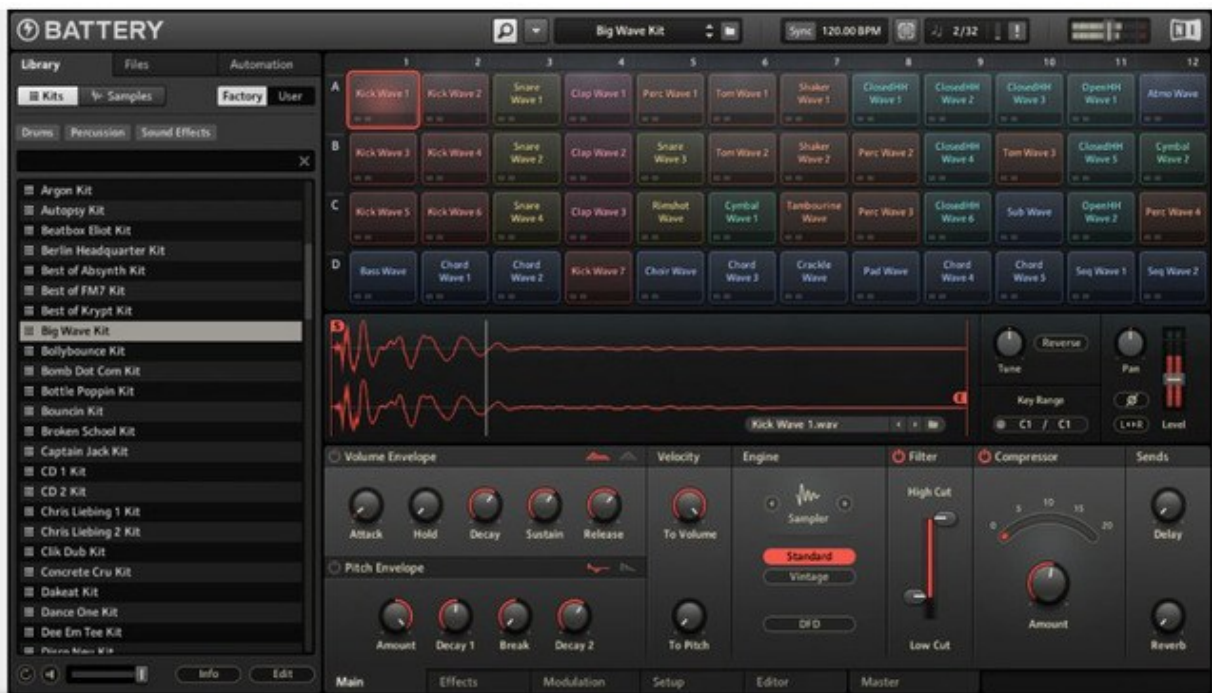 BATTERY
Big Wave Kit
Sync 120.00 BPM
2/32
!
Library Files Automation
Kits Samples Factory User
Drums Percussion Sound Effects
Argon Kit
Autopsy Kit
Beatbox Eliot Kit
Berlin Headquarter Kit
Best of Absynth Kit
Best of FM7 Kit
Best of Krypt Kit
Big Wave Kit
Bollybounce Kit
Bomb Dot Com Kit
Bottle Poppin Kit
Bouncin Kit
Broken School Kit
Captain Jack Kit
CD 1 Kit
CD 2 Kit
Chris Liebing 1 Kit
Chris Liebing 2 Kit
Clik Dub Kit
Concrete Cru Kit
Dakeat Kit
Dance One Kit
Dee Em Tee Kit
Disco Neu Kit
Info Edit
1 2 3 4 5 6 7 8 9 10 11 12
A Kick Wave 1 Kick Wave 2 Snare Wave 1 Clap Wave 1 Perc Wave 1 Tom Wave 1 Shaker Wave 1 ClosedHH Wave 1 ClosedHH Wave 2 ClosedHH Wave 3 OpenHH Wave 1 Atmo Wave
B Kick Wave 3 Kick Wave 4 Snare Wave 2 Clap Wave 2 Snare Wave 3 Tom Wave 2 Shaker Wave 2 Perc Wave 2 ClosedHH Wave 4 Tom Wave 3 ClosedHH Wave 5 Cymbal Wave 2
C Kick Wave 5 Kick Wave 6 Snare Wave 4 Clap Wave 3 Rimshot Wave Cymbal Wave 1 Tambourine Wave Perc Wave 3 ClosedHH Wave 6 Sub Wave OpenHH Wave 2 Perc Wave 4
D Bass Wave Chord Wave 1 Chord Wave 2 Kick Wave 7 Choir Wave Chord Wave 3 Crackle Wave Pad Wave Chord Wave 4 Chord Wave 5 Seq Wave 1 Seq Wave 2
S
E
Kick Wave 1.wav
Tune Reverse
Key Range
C1 / C1
Pan
L R Level
Volume Envelope Velocity Engine Filter Compressor Sends
Attack Hold Decay Sustain Release
To Volume
Sampler
Standard
Vintage
DFD
High Cut
Low Cut
0 5 10 15 20
Amount
Delay
Reverb
Pitch Envelope
Amount Decay 1 Break Decay 2
To Pitch
Main Effects Modulation Setup Editor Master